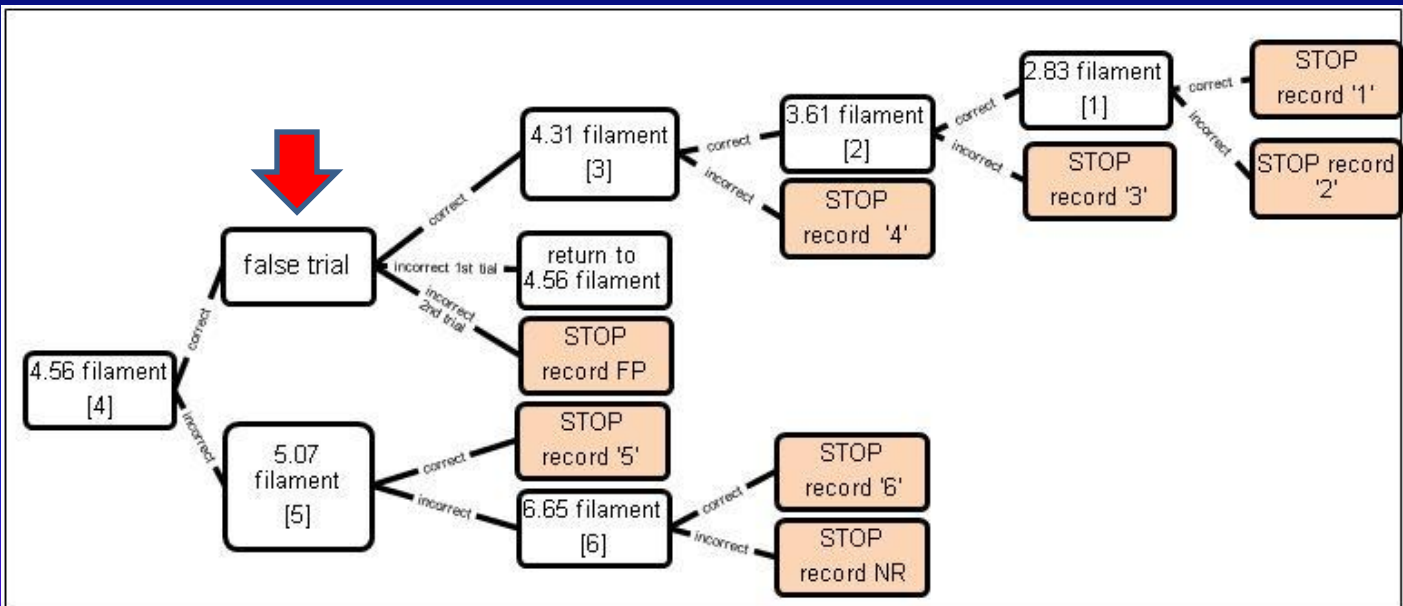 4.56 filament
[4]
correct
incorrect
false trial
5.07
filament
[5]
correct
incorrect 1st tial
incorrect
2nd trial
correct
incorrect
4.31 filament
[3]
return to
4.56 filament
STOP
record FP
STOP
record '5'
6.65 filament
[6]
correct
incorrect
correct
incorrect
3.61 filament
[2]
STOP
record '4'
STOP
record '6'
STOP
record NR
correct
incorrect
2.83 filament
[1]
STOP
record '3'
correct
incorrect
STOP
record '1'
STOP record
'2'